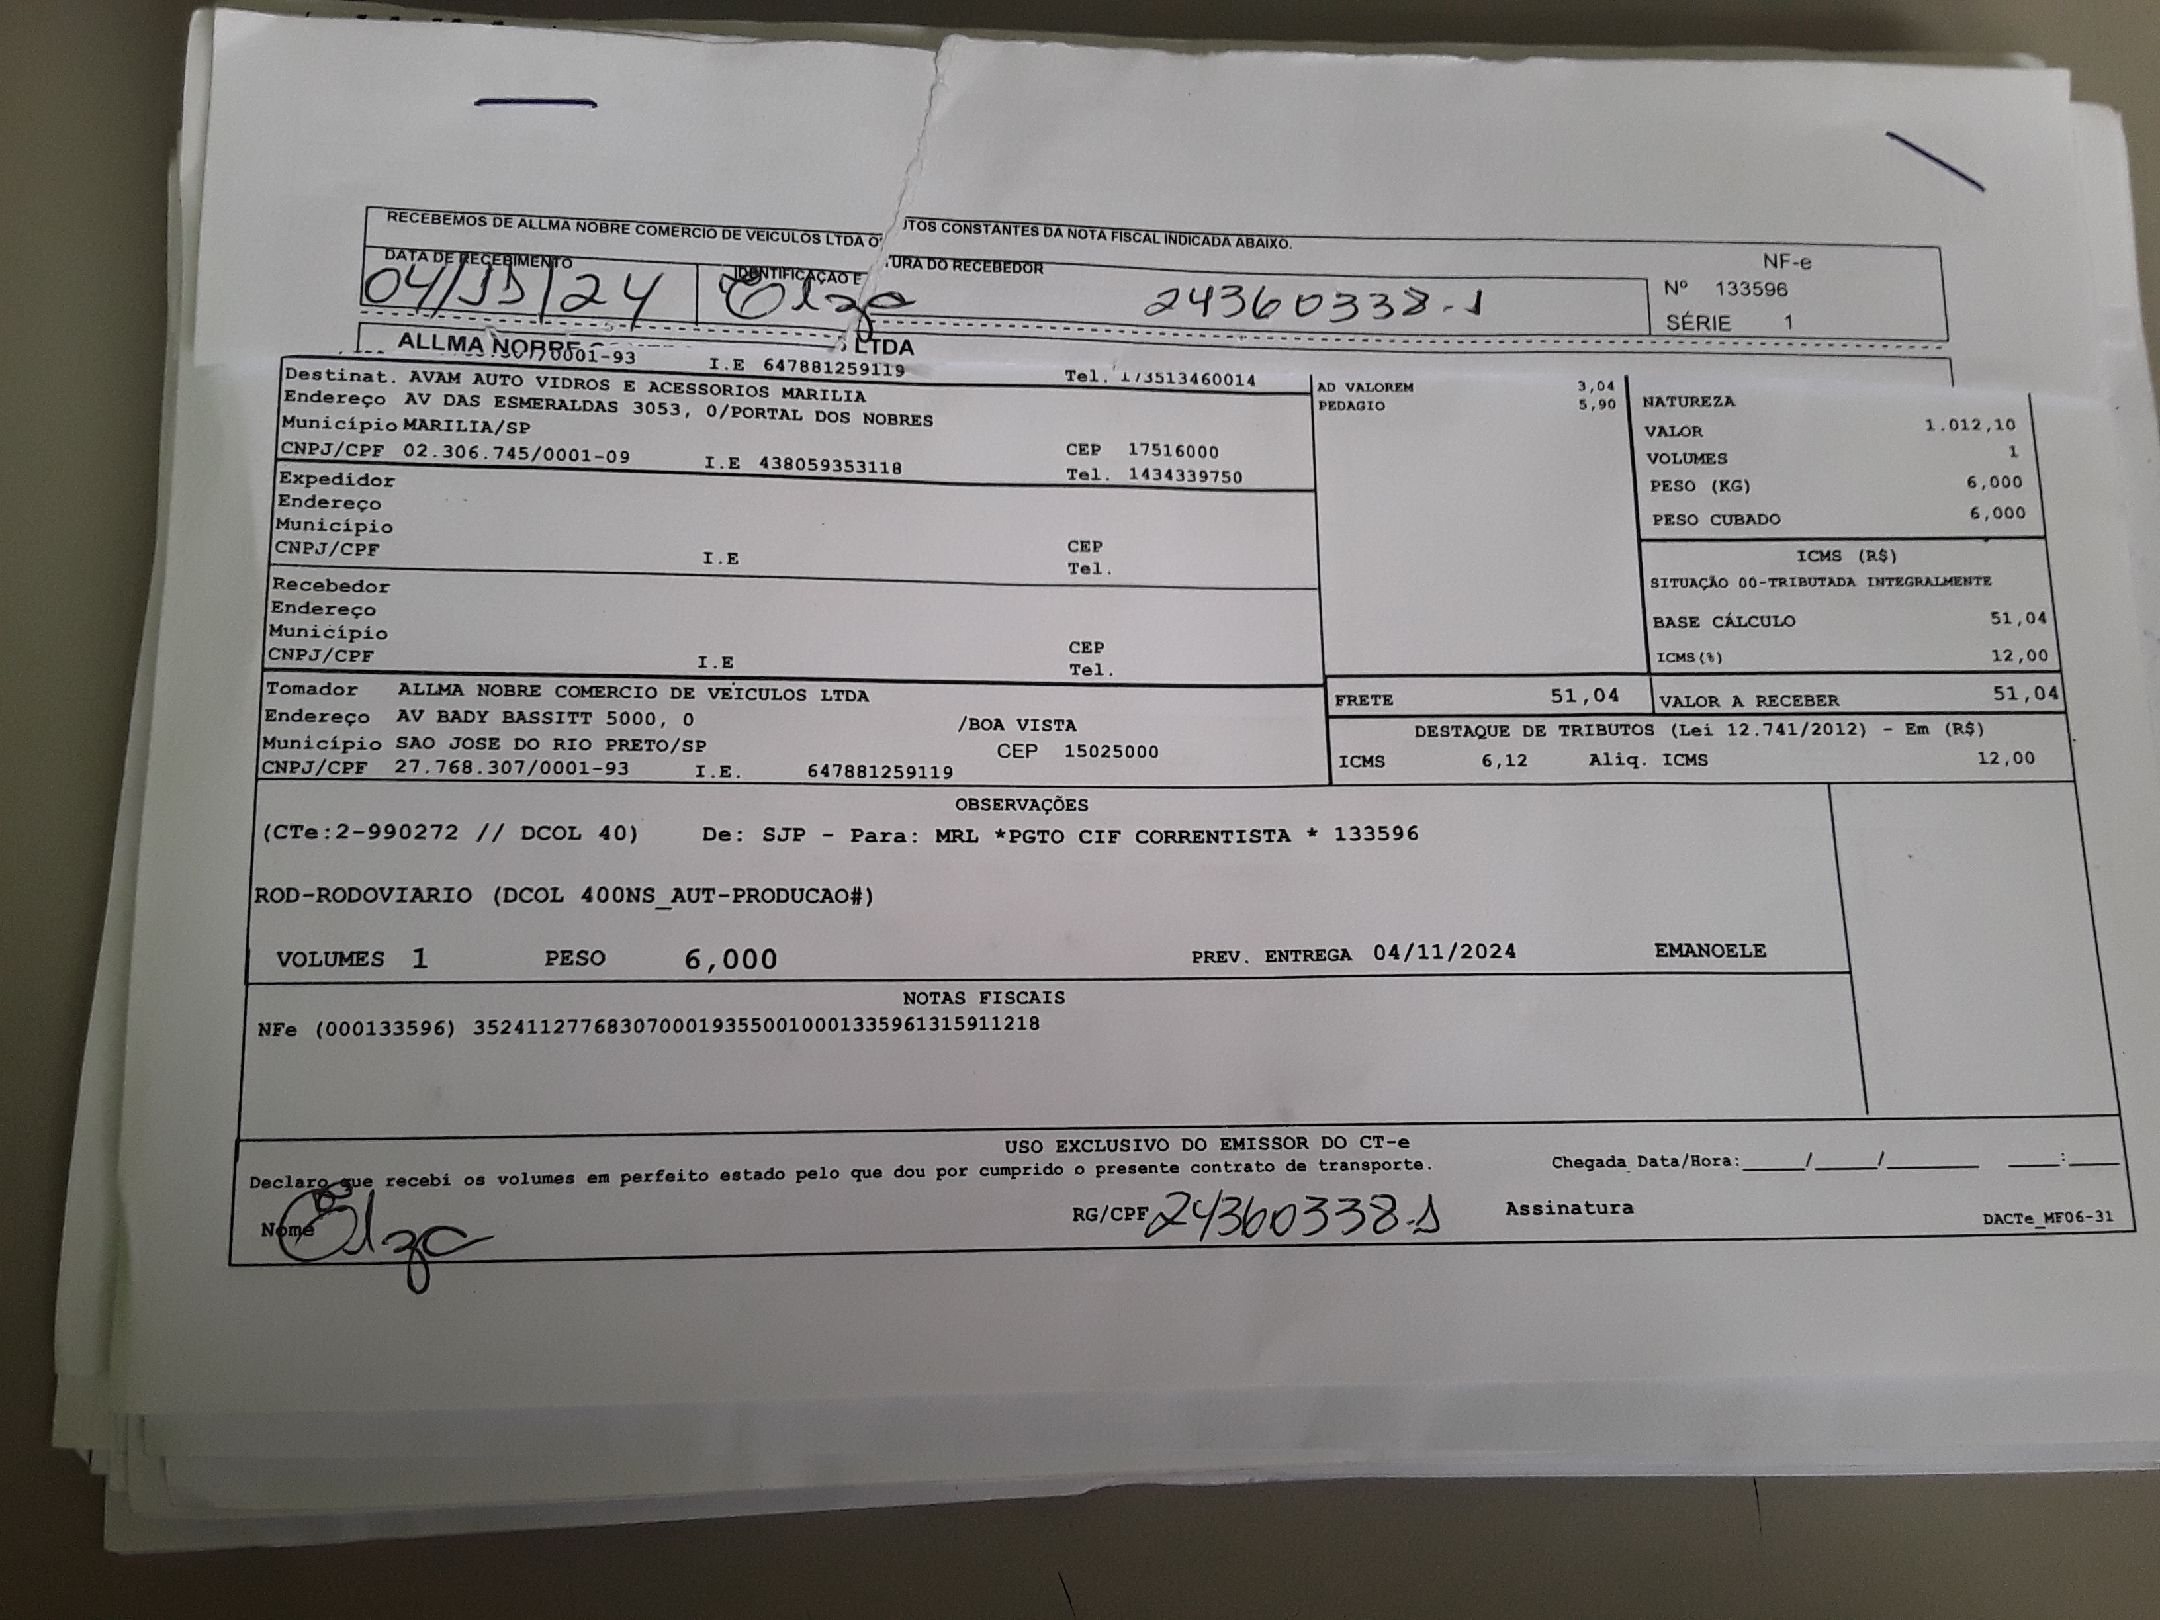 RECEBEMOS DE ALLMA NOBRE COMERCIO DE VEICULOS LTDA O UTOS CONSTANTES DA NOTA FISCAL INDICADA ABAIXO.
DATA DE RECEBIMENTO IDENTIFICAÇÃO E TURA DO RECEBEDOR NF-e
04/11/24 Elza 24360338-1 Nº 133596
SÉRIE 1
ALLMA NOBRE LTDA
/0001-93 I.E 647881259119 Tel. 173513460014
Destinat. AVAM AUTO VIDROS E ACESSORIOS MARILIA
Endereço AV DAS ESMERALDAS 3053, 0/PORTAL DOS NOBRES
Município MARILIA/SP CEP 17516000
CNPJ/CPF 02.306.745/0001-09 I.E 438059353118 Tel. 1434339750
Expedidor
Endereço
Município CEP
CNPJ/CPF I.E Tel.
Recebedor
Endereço
Município CEP
CNPJ/CPF I.E Tel.
Tomador ALLMA NOBRE COMERCIO DE VEICULOS LTDA
Endereço AV BADY BASSITT 5000, 0 /BOA VISTA
Município SAO JOSE DO RIO PRETO/SP CEP 15025000
CNPJ/CPF 27.768.307/0001-93 I.E. 647881259119
AD VALOREM 3,04
PEDAGIO 5,90
NATUREZA
VALOR 1.012,10
VOLUMES 1
PESO (KG) 6,000
PESO CUBADO 6,000
ICMS (R$)
SITUAÇÃO 00-TRIBUTADA INTEGRALMENTE
BASE CÁLCULO 51,04
ICMS(%) 12,00
FRETE 51,04 VALOR A RECEBER 51,04
DESTAQUE DE TRIBUTOS (Lei 12.741/2012) - Em (R$)
ICMS 6,12 Aliq. ICMS 12,00
OBSERVAÇÕES
(CTe:2-990272 // DCOL 40) De: SJP - Para: MRL *PGTO CIF CORRENTISTA * 133596
ROD-RODOVIARIO (DCOL 400NS_AUT-PRODUCAO#)
VOLUMES 1 PESO 6,000 PREV. ENTREGA 04/11/2024 EMANOELE
NOTAS FISCAIS
NFe (000133596) 35241127768307000193550010001335961315911218
USO EXCLUSIVO DO EMISSOR DO CT-e
Declaro que recebi os volumes em perfeito estado pelo que dou por cumprido o presente contrato de transporte. Chegada Data/Hora:_____/_____/________ ____:____
Nome Elza RG/CPF 24360338-1 Assinatura
DACTe_MF06-31